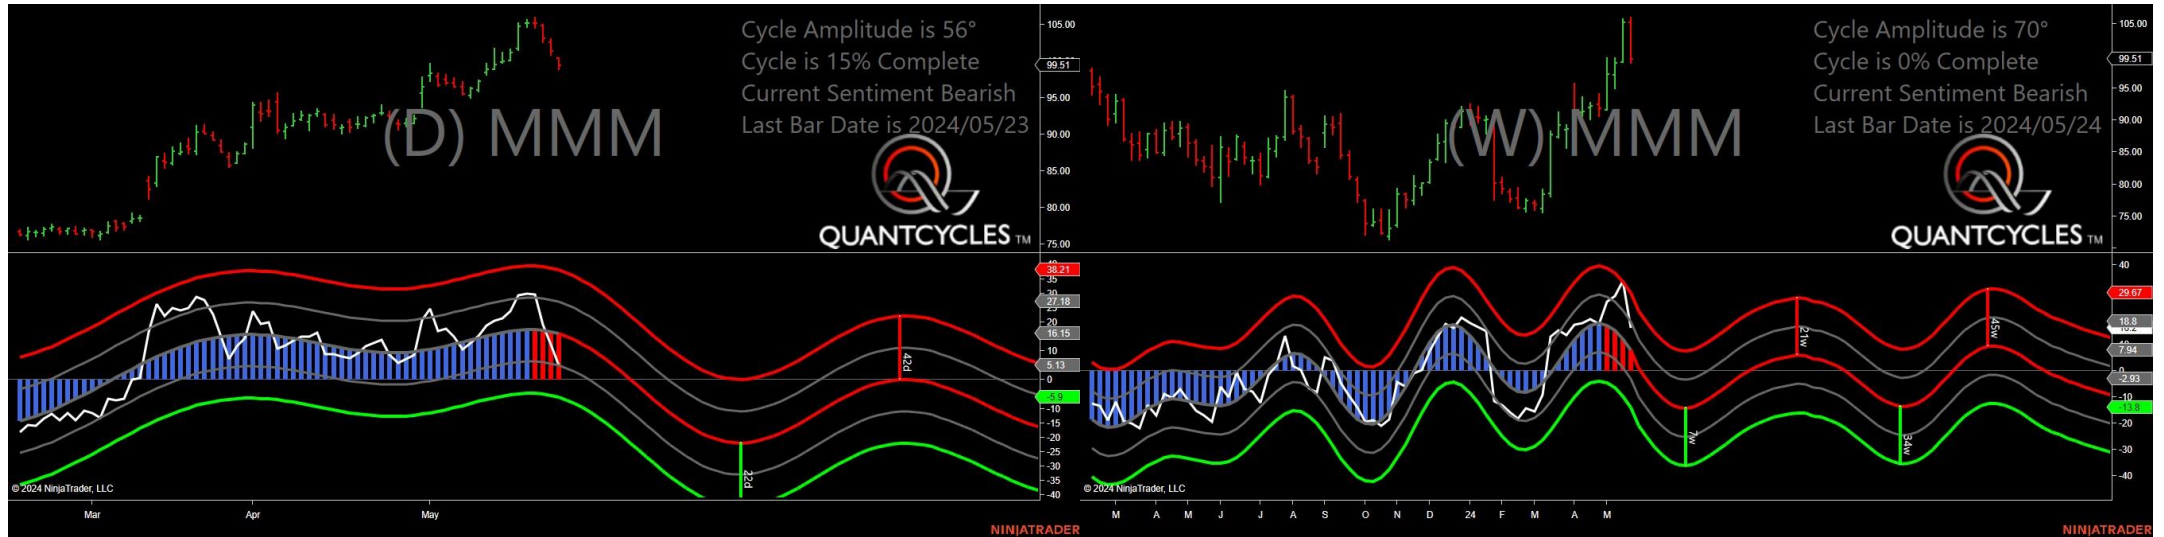 Cycle Amplitude is 56°
Cycle is 15% Complete
Current Sentiment Bearish
Last Bar Date is 2024/05/23
(D) MMM
QUANTCYCLES TM
105.00
99.51
95.00
90.00
85.00
80.00
75.00
38.21
35
30
27.18
25
20
16.15
10
5.13
0
-5.9
-10
-15
-20
-25
-30
-35
-40
42d
22d
© 2024 NinjaTrader, LLC
Mar Apr May
NINJATRADER
Cycle Amplitude is 70°
Cycle is 0% Complete
Current Sentiment Bearish
Last Bar Date is 2024/05/24
(W) MMM
QUANTCYCLES TM
105.00
99.51
95.00
90.00
85.00
80.00
75.00
40
29.67
18.8
7.94
0
-2.93
-10
-13.8
-20
-30
-40
7w
21w
34w
45w
© 2024 NinjaTrader, LLC
M A M J J A S O N D 24 F M A M
NINJATRADER